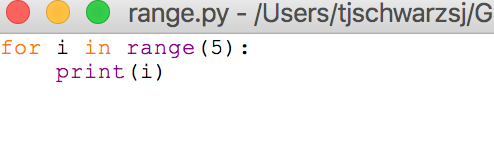 range.py - /Users/tjschwarzsj/G
for i in range(5):
    print(i)